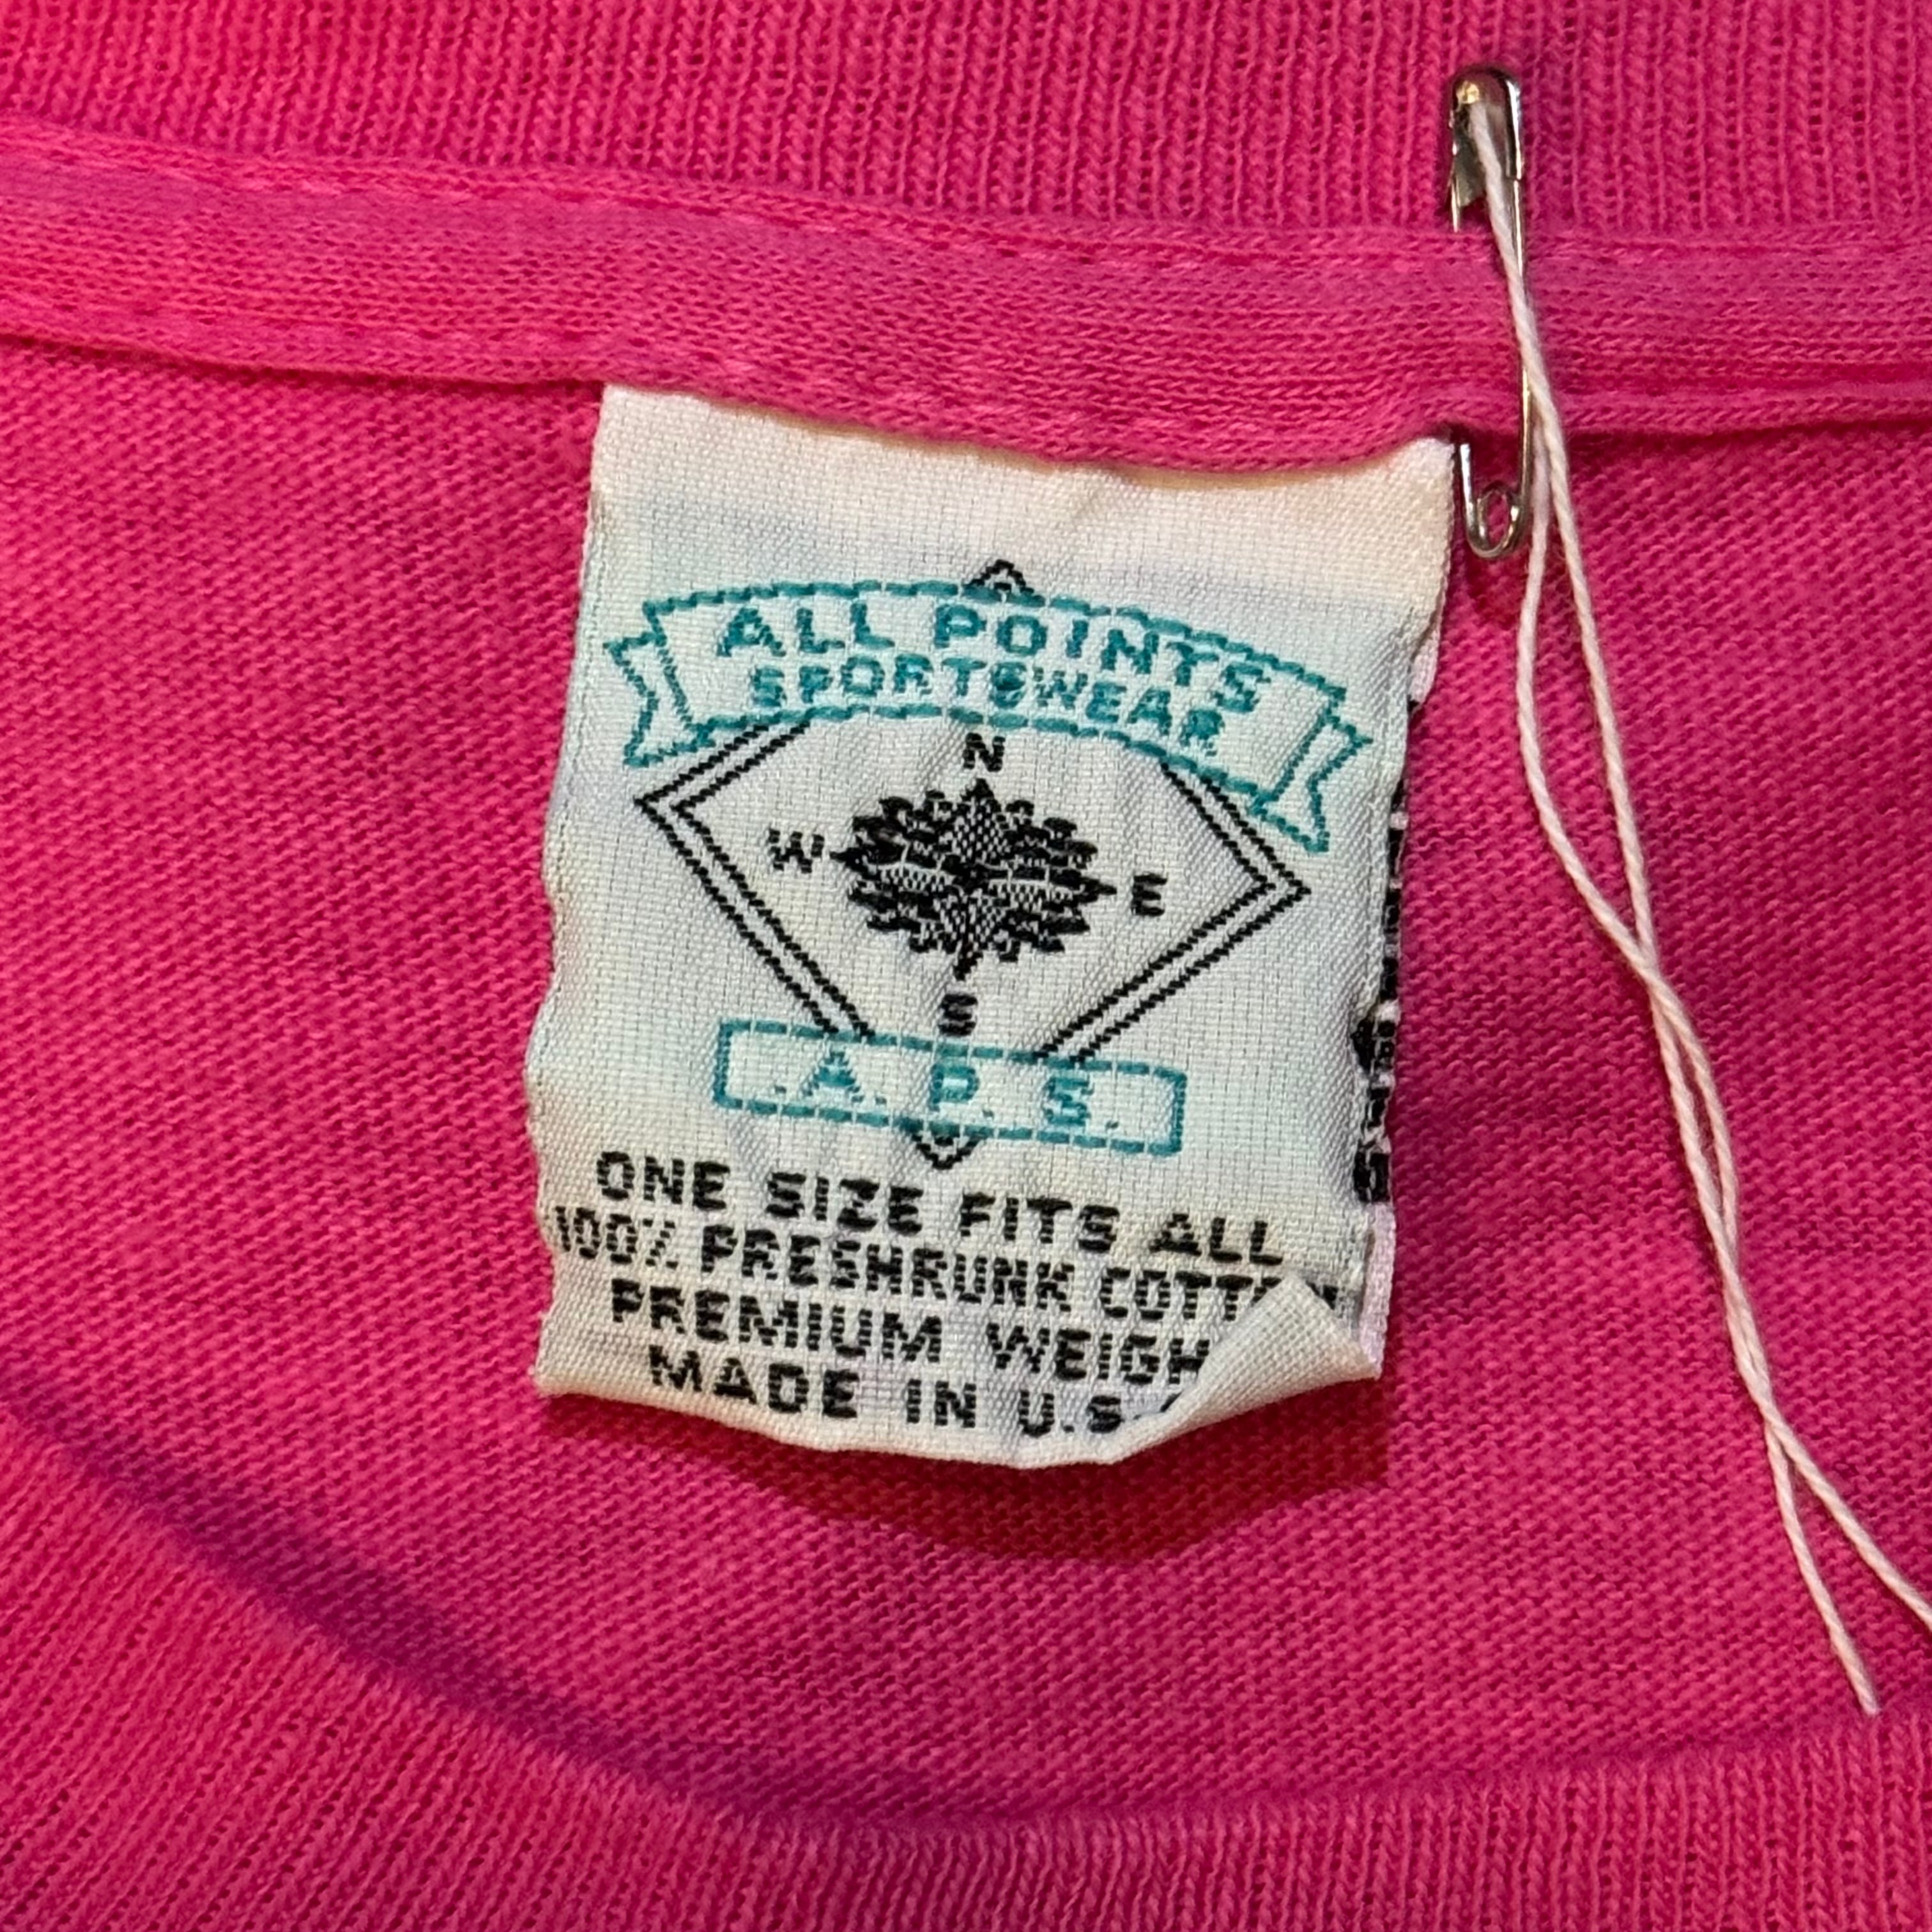 ALL POINTS
SPORTSWEAR
N
W E
S
A. P. S.
ONE SIZE FITS ALL
100% PRESHRUNK
PREMIUM
MADE IN